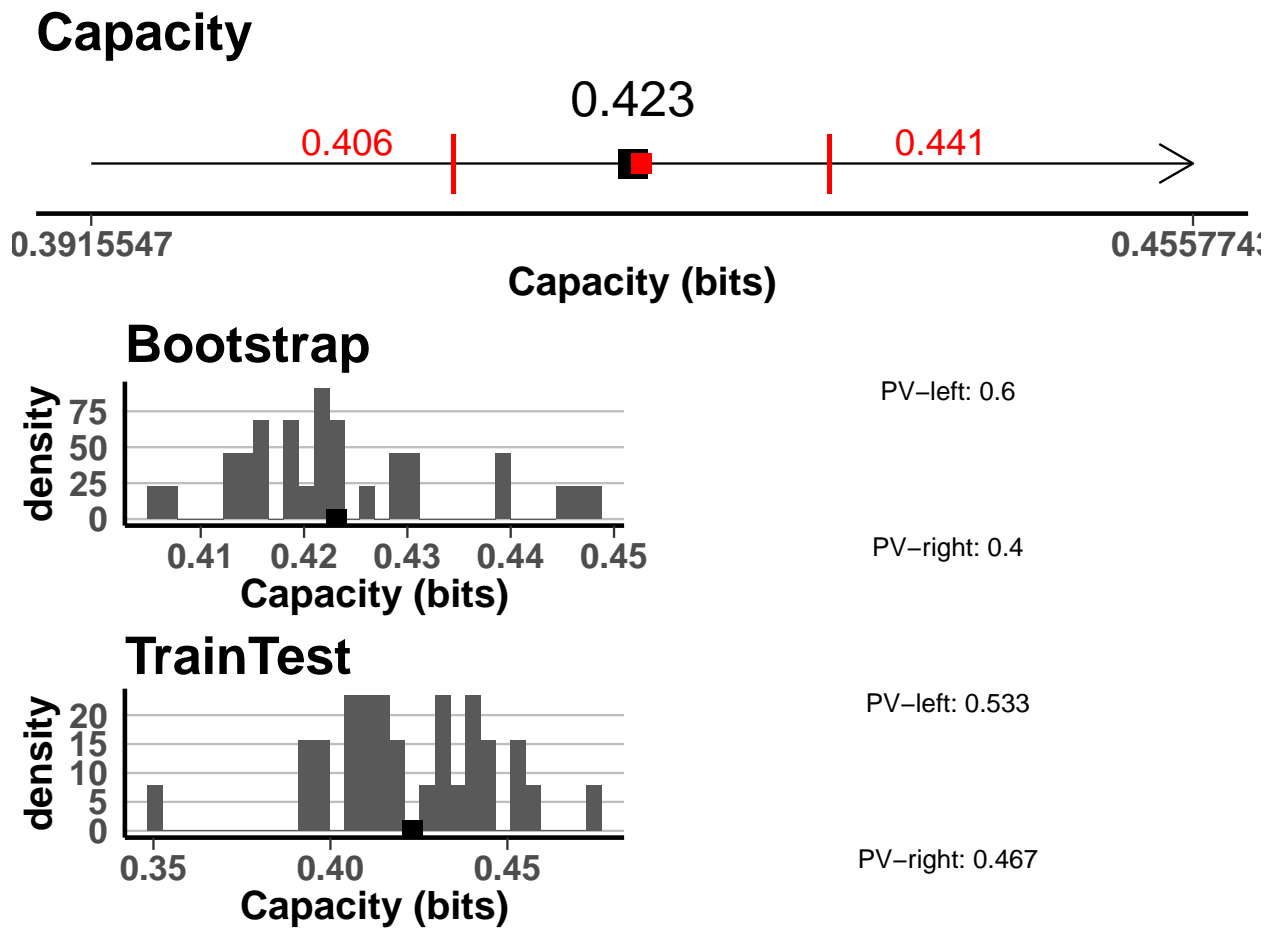 Capacity
0.423
0.406
0.441
0.3915547
0.4557743
Capacity (bits)
Bootstrap
density
75
50
25
0
0.41 0.42 0.43 0.44 0.45
Capacity (bits)
PV−left: 0.6
PV−right: 0.4
TrainTest
density
20
15
10
5
0
0.35 0.40 0.45
Capacity (bits)
PV−left: 0.533
PV−right: 0.467